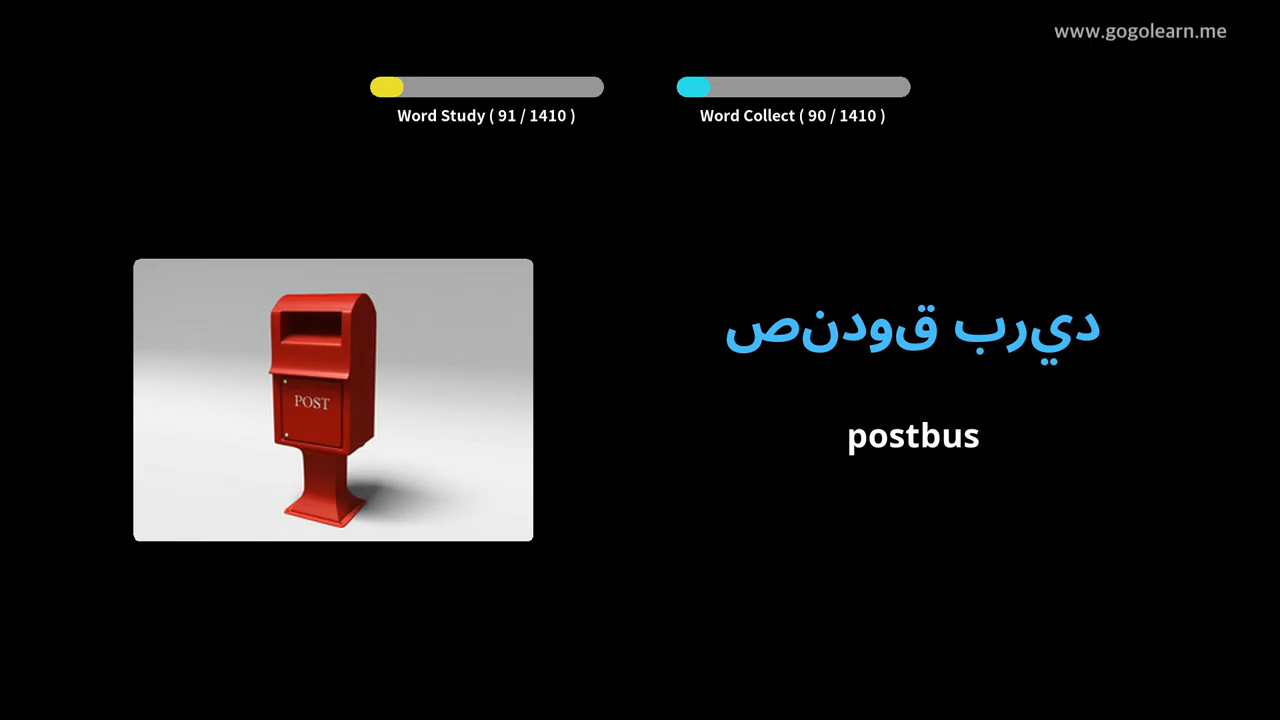 www.gogolearn.me
Word Study ( 91 / 1410 )
Word Collect ( 90 / 1410 )
POST
صندوق بريد
postbus